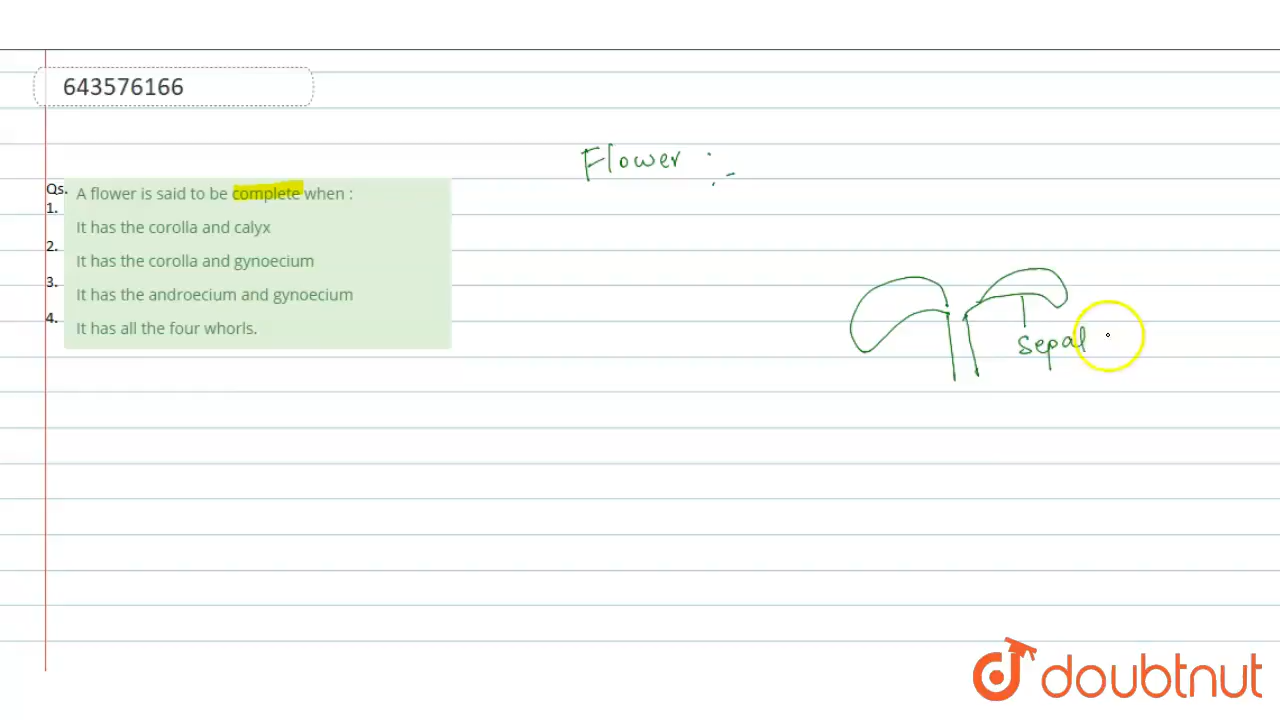 643576166
Flower :-
Qs. A flower is said to be complete when :
1. It has the corolla and calyx
2. It has the corolla and gynoecium
3. It has the androecium and gynoecium
4. It has all the four whorls.
sepal
doubtnut